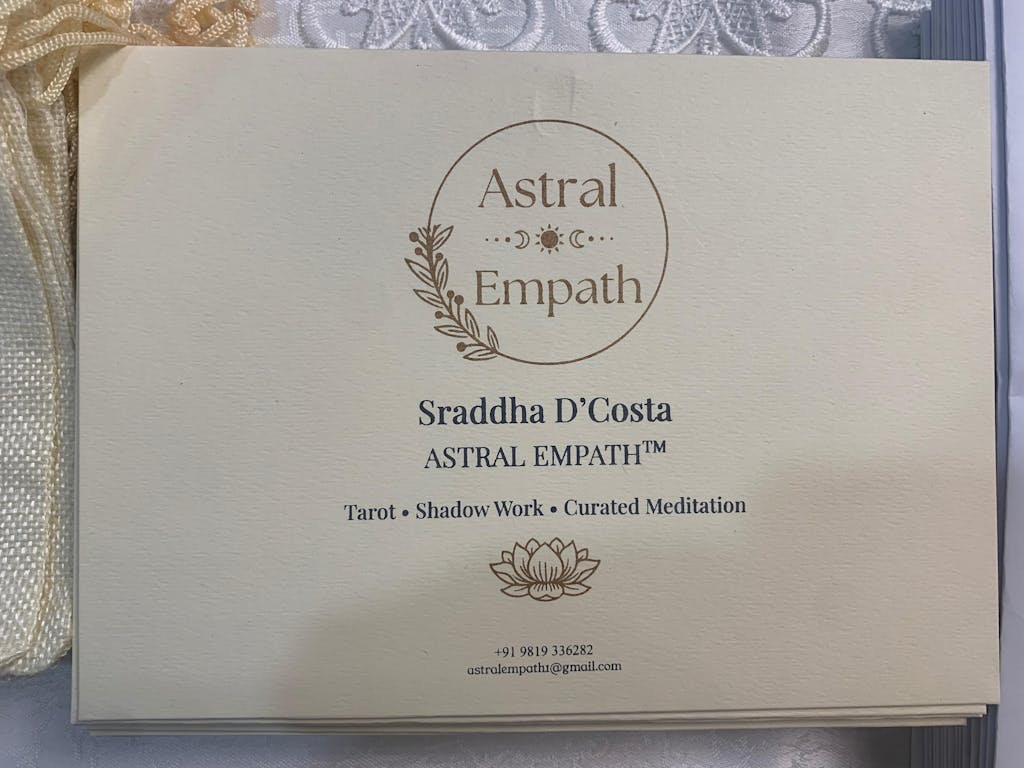 Astral
Empath
Sraddha D'Costa
ASTRAL EMPATH™
Tarot • Shadow Work • Curated Meditation
+91 9819 336282
astralempath1@gmail.com